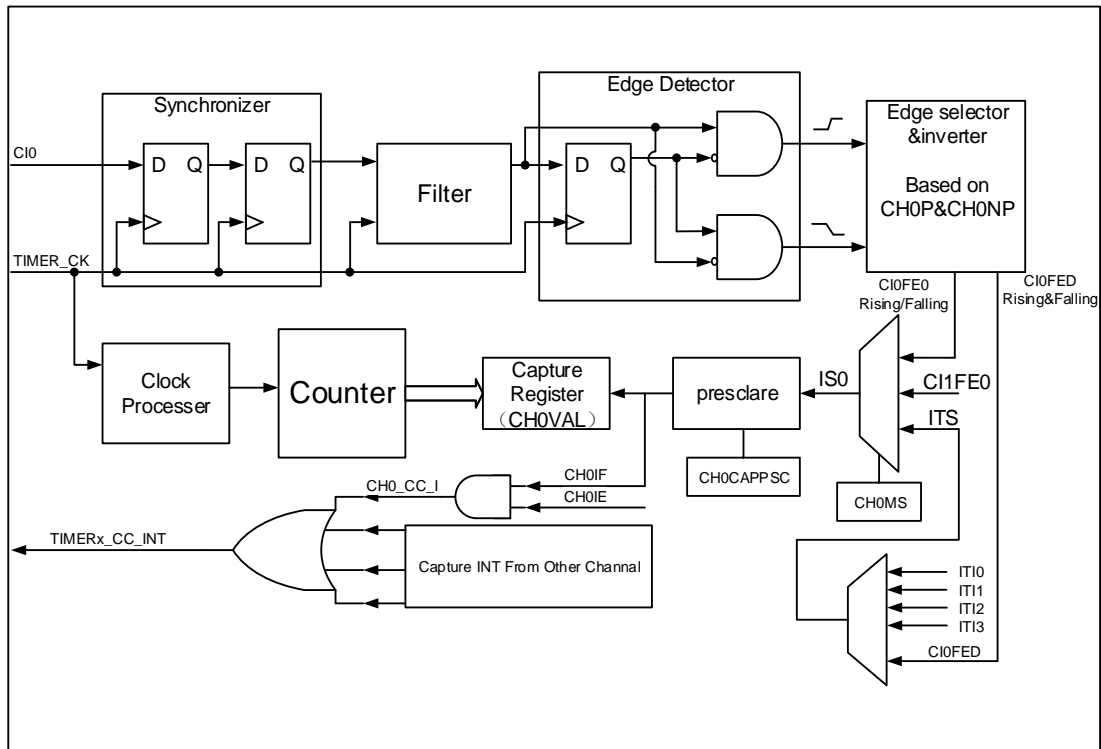 Synchronizer
Edge Detector
Edge selector
&inverter
Based on
CH0P&CH0NP
CI0
D Q
D Q
Filter
D Q
TIMER_CK
CI0FE0
Rising/Falling
CI0FED
Rising&Falling
Clock
Processer
Counter
Capture
Register
（CH0VAL）
presclare
IS0
CI1FE0
ITS
CH0CAPPSC
CH0MS
CH0_CC_I
CH0IF
CH0IE
TIMERx_CC_INT
Capture INT From Other Channel
ITI0
ITI1
ITI2
ITI3
CI0FED